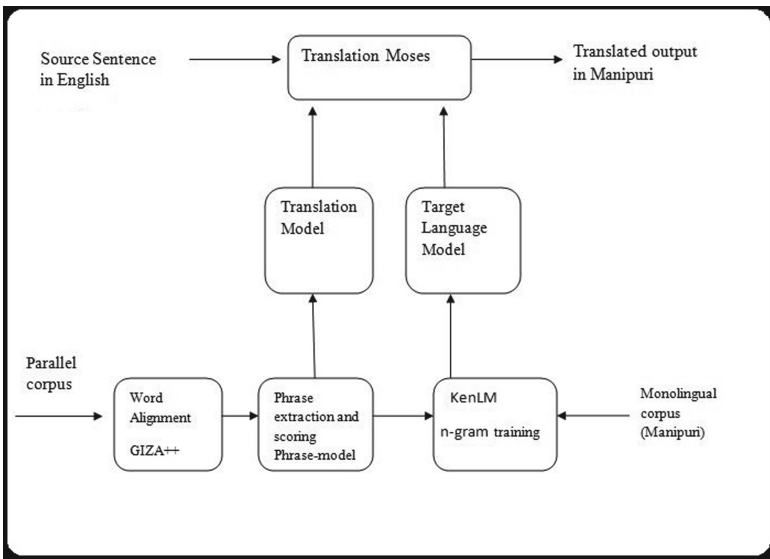 Source Sentence
in English
Translation Moses
Translated output
in Manipuri
Translation
Model
Target
Language
Model
Parallel
corpus
Word
Alignment
GIZA++
Phrase
extraction and
scoring
Phrase-model
KenLM
n-gram training
Monolingual
corpus
(Manipuri)